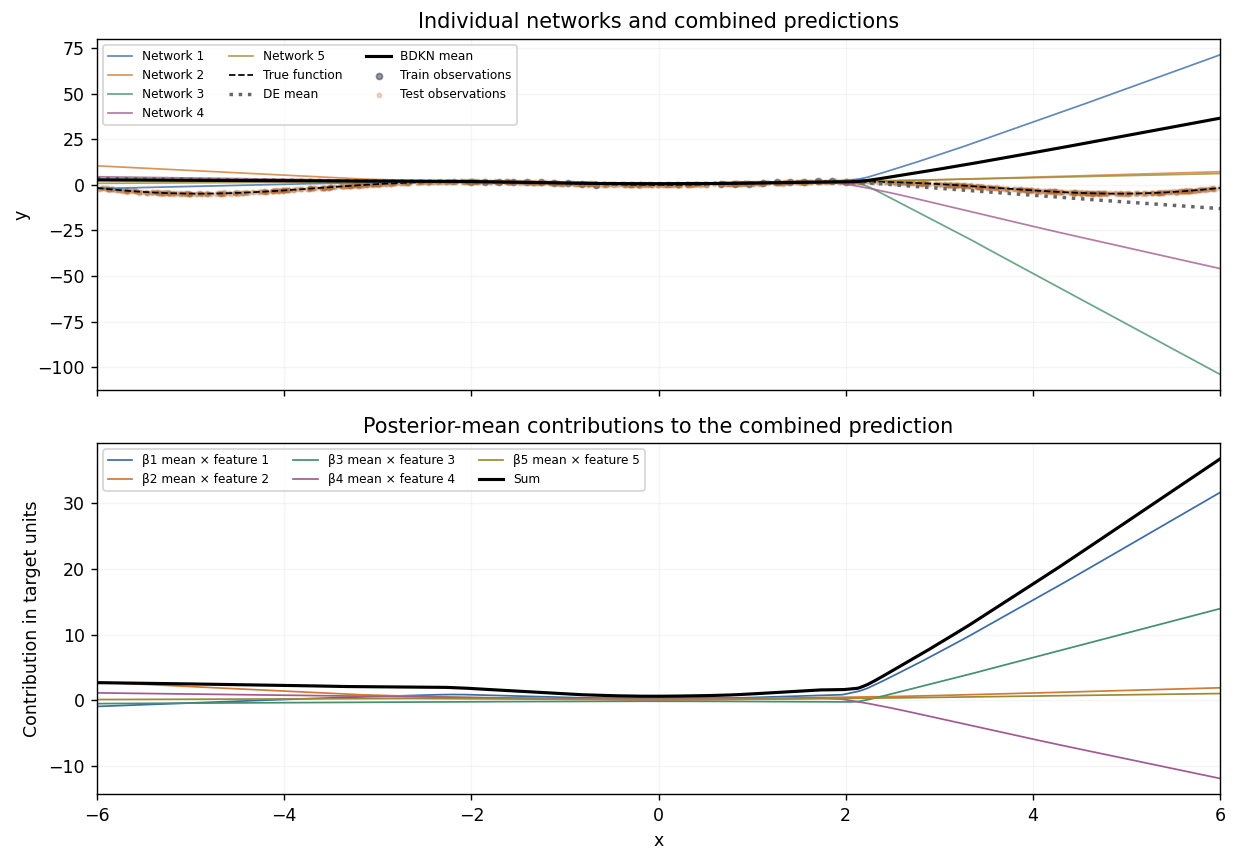 Individual networks and combined predictions
75
50
25
0
−25
−50
−75
−100
y
Network 1
Network 2
Network 3
Network 4
Network 5
True function
DE mean
BDKN mean
Train observations
Test observations
Posterior-mean contributions to the combined prediction
30
20
10
0
−10
Contribution in target units
β1 mean × feature 1
β2 mean × feature 2
β3 mean × feature 3
β4 mean × feature 4
β5 mean × feature 5
Sum
−6
−4
−2
0
2
4
6
x